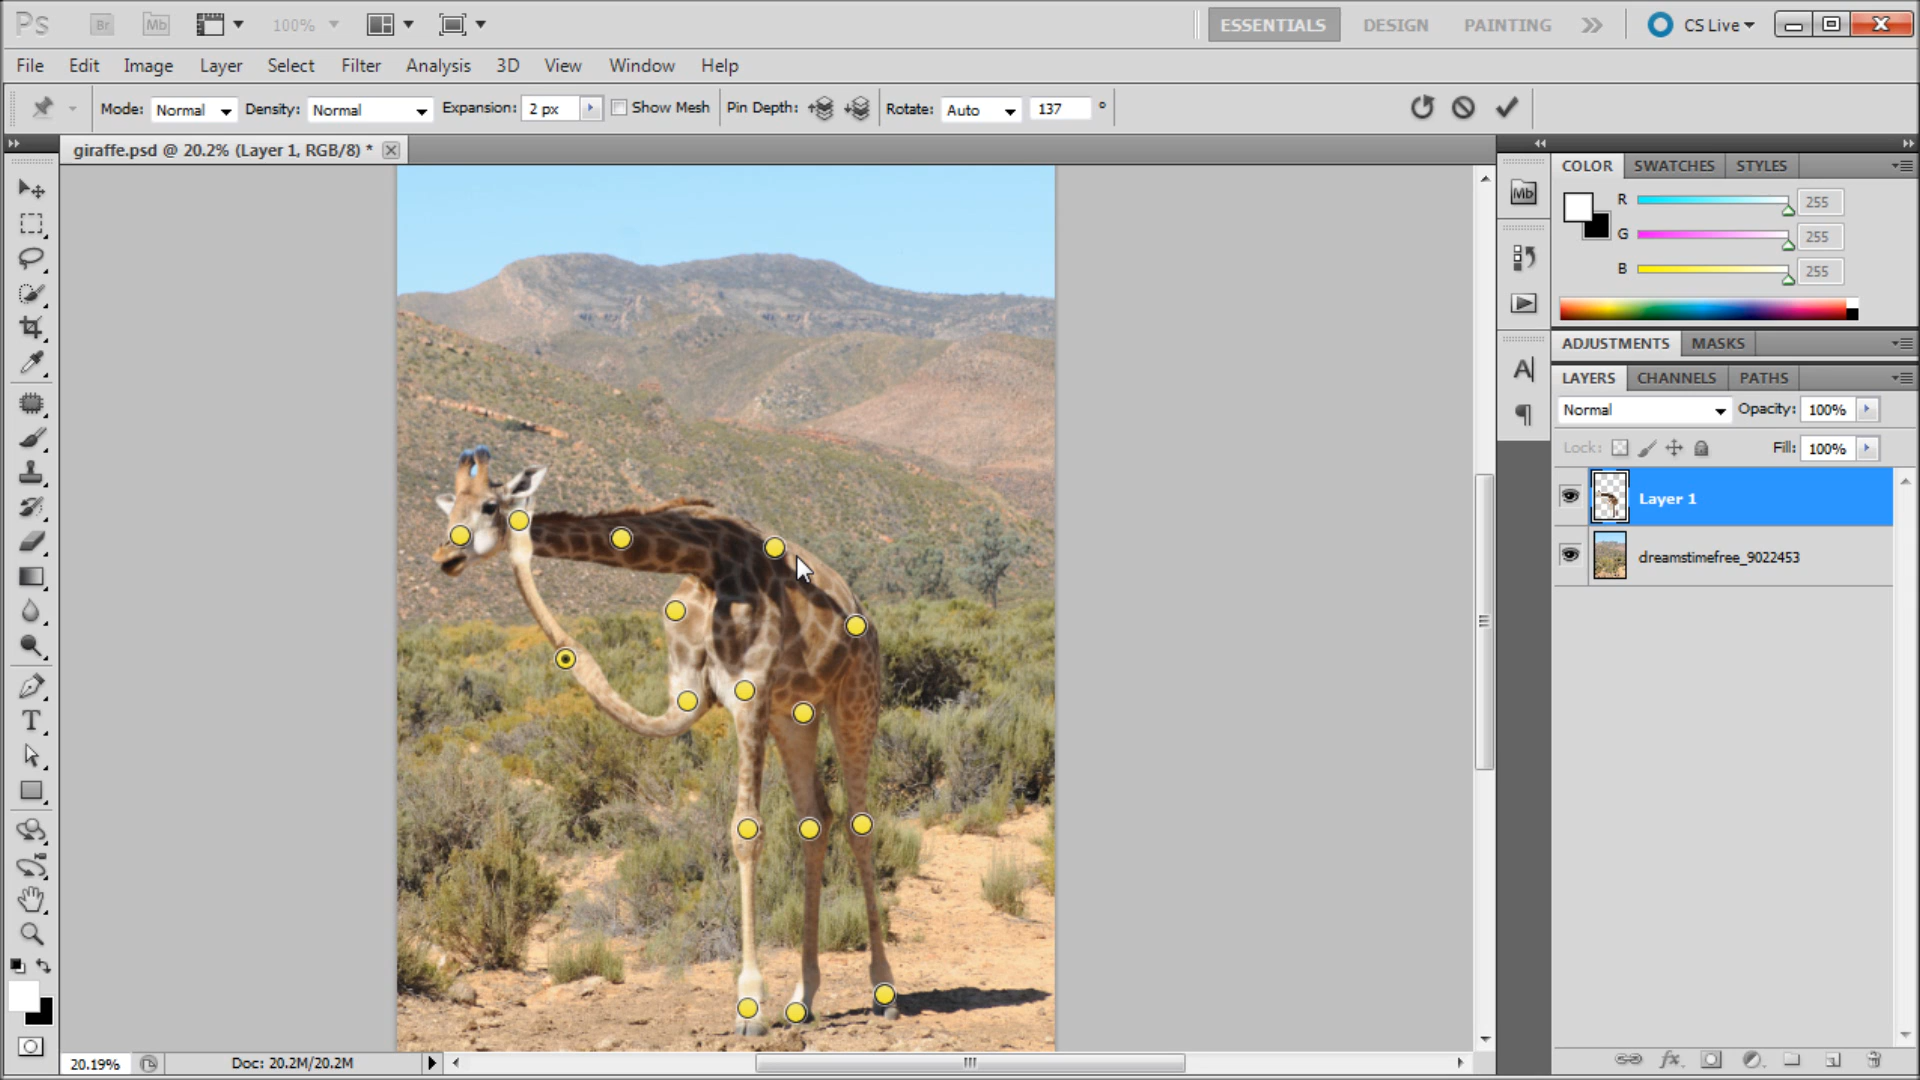 Ps Br Mb 100% ESSENTIALS DESIGN PAINTING CS Live
File Edit Image Layer Select Filter Analysis 3D View Window Help
Mode: Normal Density: Normal Expansion: 2 px Show Mesh Pin Depth: Rotate: Auto 137 °
giraffe.psd @ 20.2% (Layer 1, RGB/8) *
COLOR SWATCHES STYLES
Mb
R 255
G 255
B 255
ADJUSTMENTS MASKS
LAYERS CHANNELS PATHS
Normal Opacity: 100%
Lock: Fill: 100%
Layer 1
dreamstimefree_9022453
20.19% Doc: 20.2M/20.2M